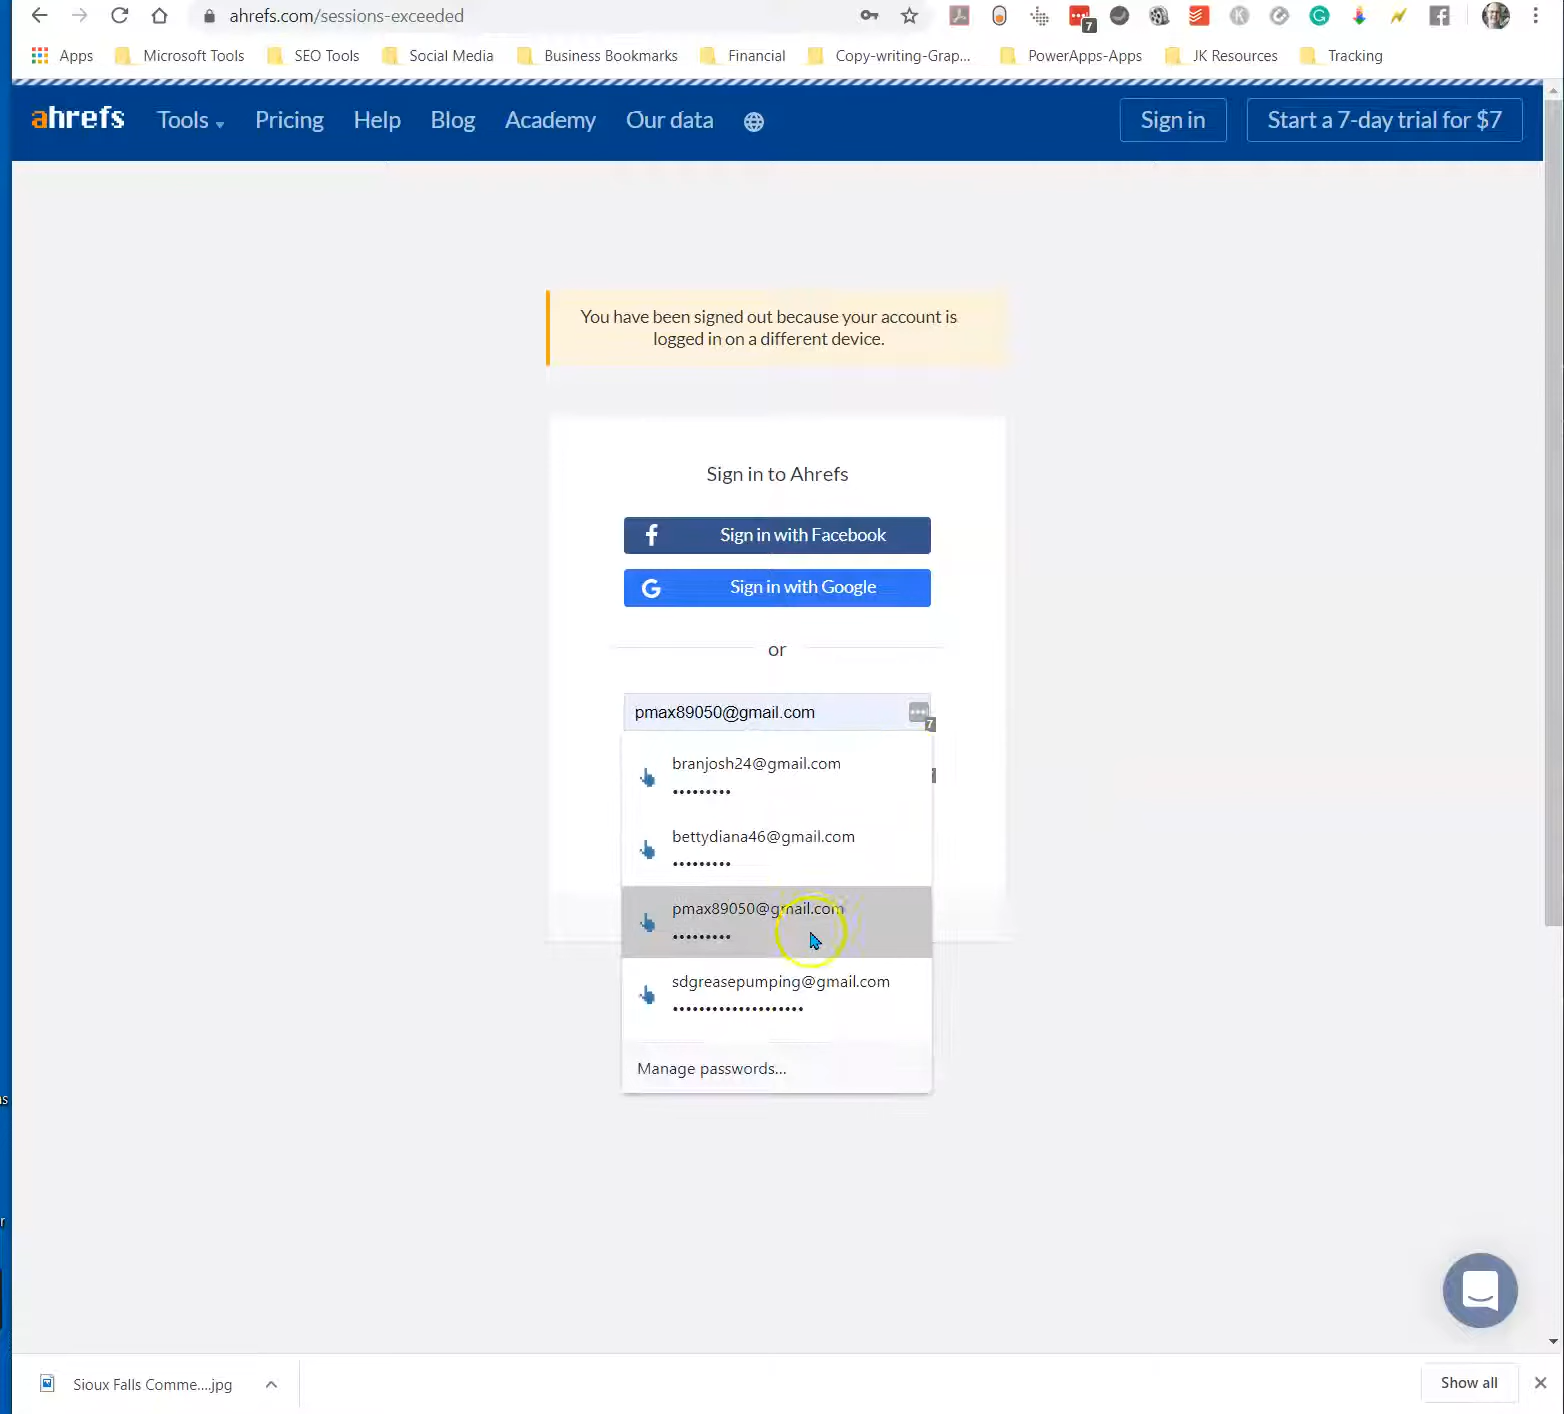 ahrefs.com/sessions-exceeded
7
Apps Microsoft Tools SEO Tools Social Media Business Bookmarks Financial Copy-writing-Grap... PowerApps-Apps JK Resources Tracking
ahrefs Tools Pricing Help Blog Academy Our data Sign in Start a 7-day trial for $7
You have been signed out because your account is
logged in on a different device.
Sign in to Ahrefs
Sign in with Facebook
Sign in with Google
or
pmax89050@gmail.com
7
branjosh24@gmail.com
•••••••••
bettydiana46@gmail.com
•••••••••
pmax89050@gmail.com
•••••••••
sdgreasepumping@gmail.com
••••••••••••••••••••
Manage passwords...
Sioux Falls Comme....jpg
Show all